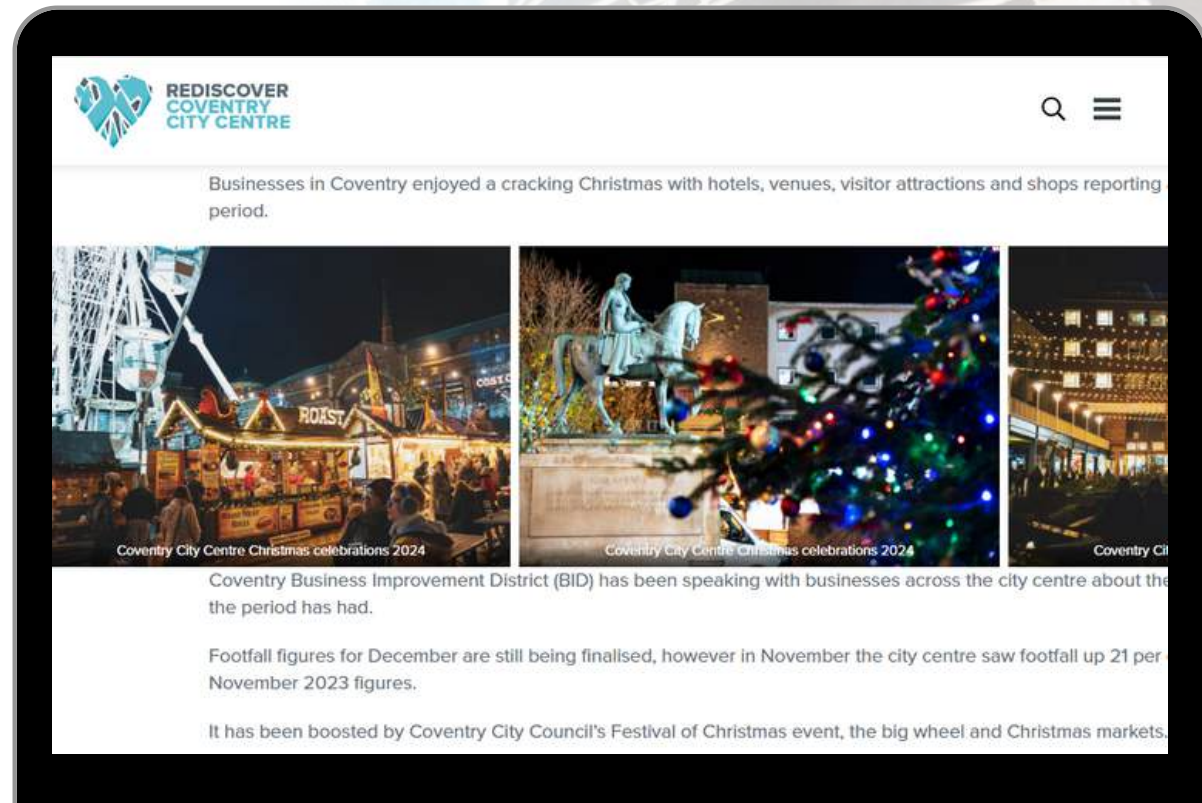 REDISCOVER
COVENTRY
CITY CENTRE
Businesses in Coventry enjoyed a cracking Christmas with hotels, venues, visitor attractions and shops reporting
period.
ROAST
COSTA
Coventry City Centre Christmas celebrations 2024
Coventry City Centre Christmas celebrations 2024
Coventry Ci
Coventry Business Improvement District (BID) has been speaking with businesses across the city centre about the
the period has had.
Footfall figures for December are still being finalised, however in November the city centre saw footfall up 21 per
November 2023 figures.
It has been boosted by Coventry City Council's Festival of Christmas event, the big wheel and Christmas markets.